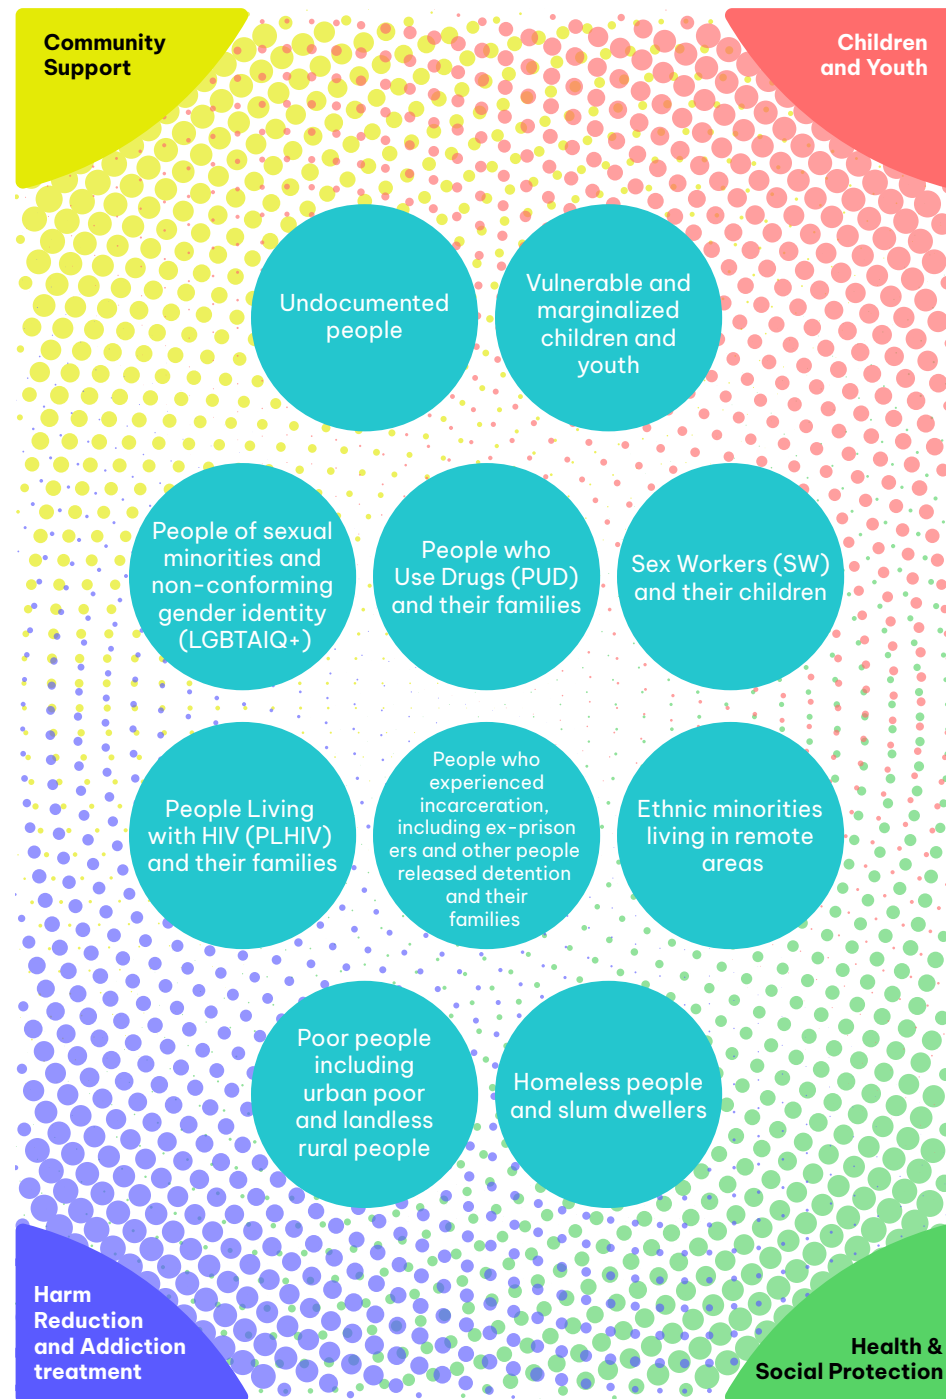 Community
Support
Children
and Youth
Undocumented
people
Vulnerable and
marginalized
children and
youth
People of sexual
minorities and
non-conforming
gender identity
(LGBTAIQ+)
People who
Use Drugs (PUD)
and their families
Sex Workers (SW)
and their children
People Living
with HIV (PLHIV)
and their families
People who
experienced
incarceration,
including ex-prison
ers and other people
released detention
and their
families
Ethnic minorities
living in remote
areas
Poor people
including
urban poor
and landless
rural people
Homeless people
and slum dwellers
Harm
Reduction
and Addiction
treatment
Health &
Social Protection